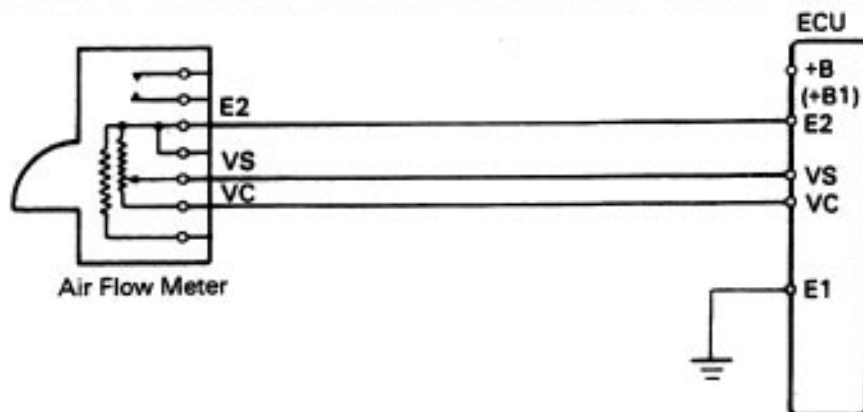 ECU
+B
(+B1)
E2
E2
VS
VS
VC
VC
E1
Air Flow Meter